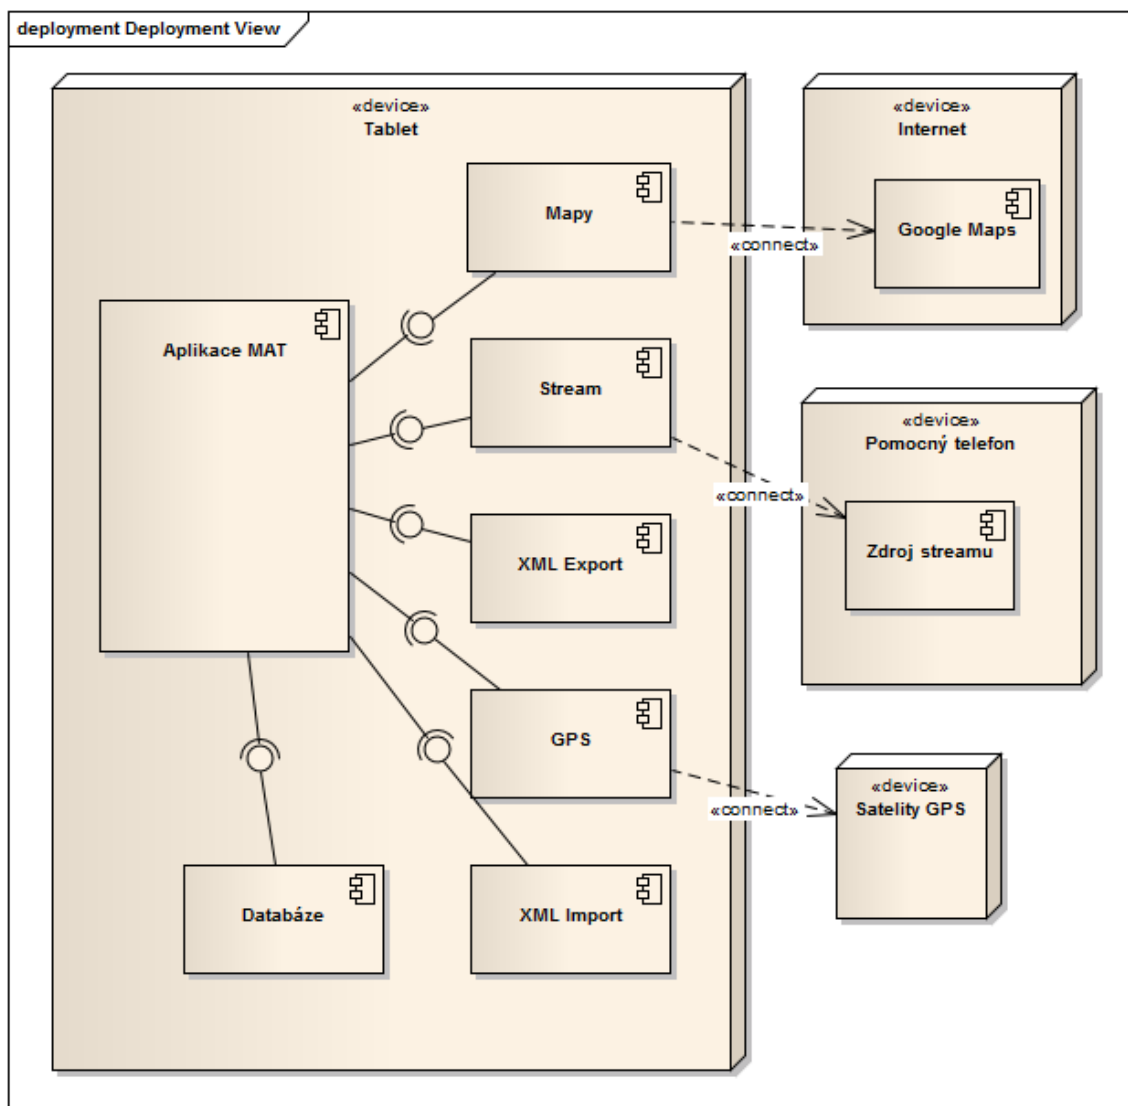 deployment Deployment View
«device»
Tablet
Mapy
Aplikace MAT
Stream
XML Export
GPS
Databáze
XML Import
«connect»
«connect»
«connect»
«device»
Internet
Google Maps
«device»
Pomocný telefon
Zdroj streamu
«device»
Satelity GPS